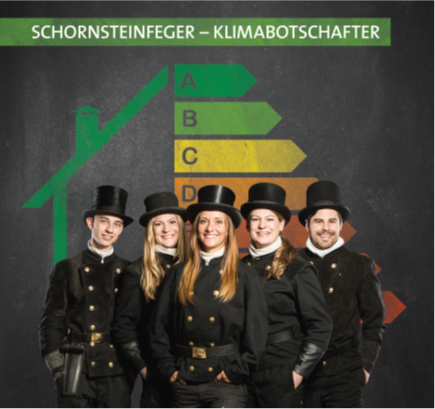 SCHORNSTEINFEGER – KLIMABOTSCHAFTER
A
B
C
D